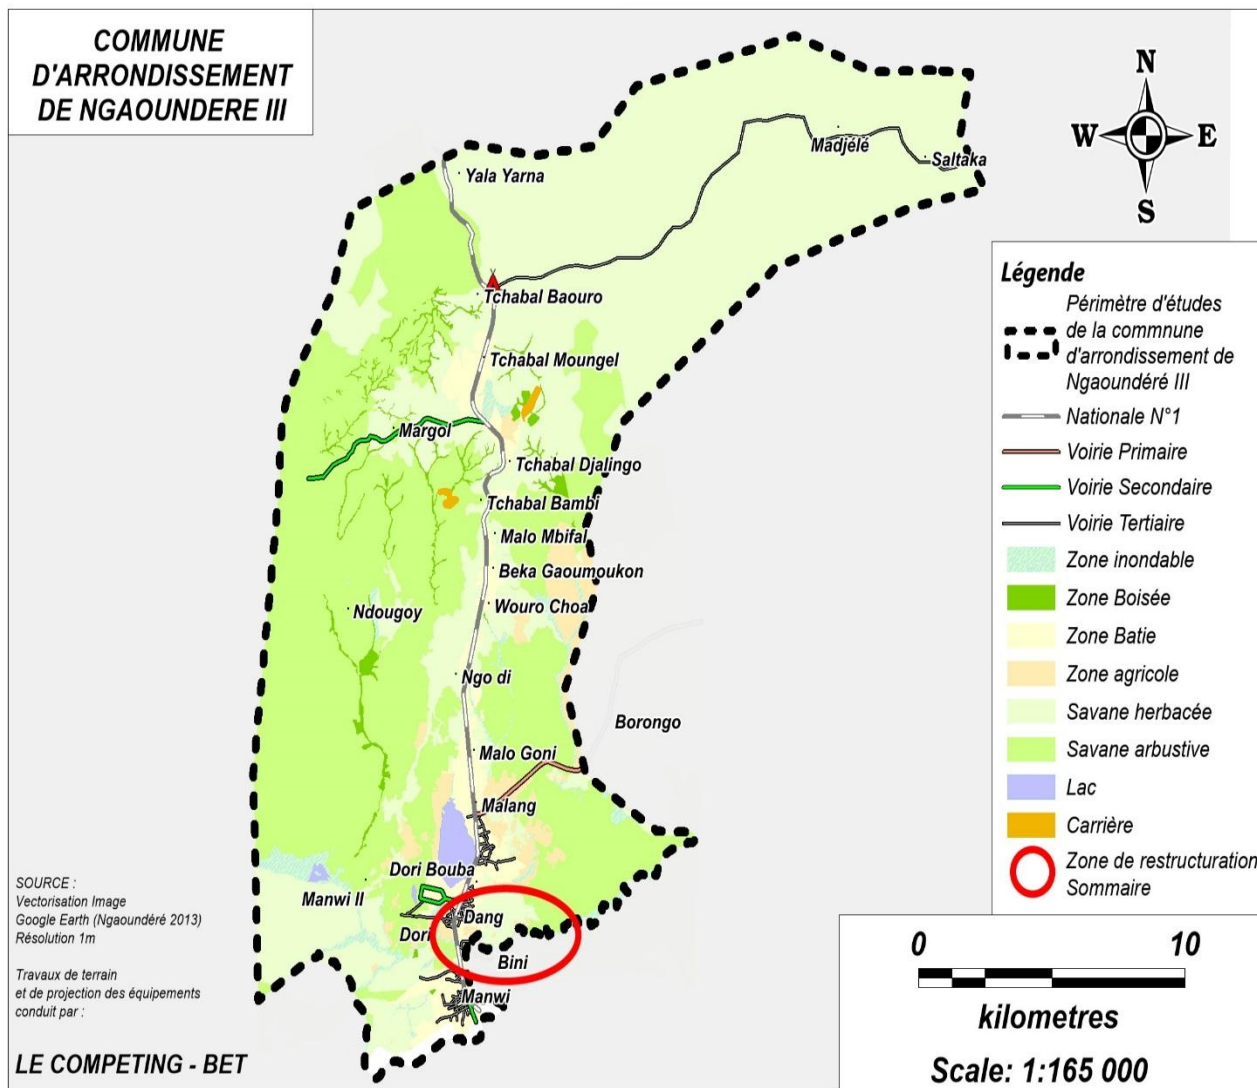 COMMUNE
D'ARRONDISSEMENT
DE NGAOUNDERE III
N
W
E
S
Madjélé
Saltaka
Yala Yarna
Tchabal Baouro
Tchabal Moungel
Margol
Tchabal Djalingo
Tchabal Bambi
Malo Mbifal
Beka Gaoumoukon
Ndougoy
Wouro Choa
Ngo di
Borongo
Malo Goni
Malang
Dori Bouba
Manwi II
Dang
Dori
Bini
Manwi
Légende
Périmètre d'études
de la commnune
d'arrondissement de
Ngaoundéré III
Nationale N°1
Voirie Primaire
Voirie Secondaire
Voirie Tertiaire
Zone inondable
Zone Boisée
Zone Batie
Zone agricole
Savane herbacée
Savane arbustive
Lac
Carrière
Zone de restructuration
Sommaire
SOURCE :
Vectorisation Image
Google Earth (Ngaoundéré 2013)
Résolution 1m
Travaux de terrain
et de projection des équipements
conduit par :
LE COMPETING - BET
0
10
kilometres
Scale: 1:165 000